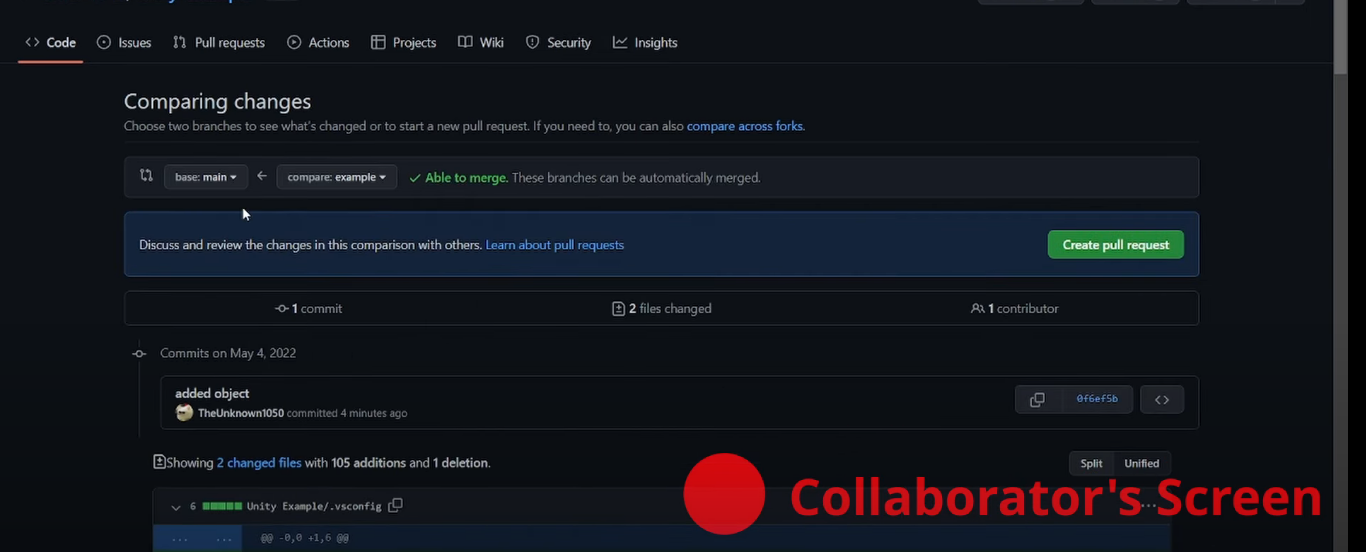 Code Issues Pull requests Actions Projects Wiki Security Insights
Comparing changes
Choose two branches to see what's changed or to start a new pull request. If you need to, you can also compare across forks.
base: main compare: example Able to merge. These branches can be automatically merged.
Discuss and review the changes in this comparison with others. Learn about pull requests Create pull request
1 commit 2 files changed 1 contributor
Commits on May 4, 2022
added object
TheUnknown1050 committed 4 minutes ago 0f6ef5b
Showing 2 changed files with 105 additions and 1 deletion. Split Unified
Collaborator's Screen
6 Unity Example/.vsconfig
@@ -0,0 +1,6 @@